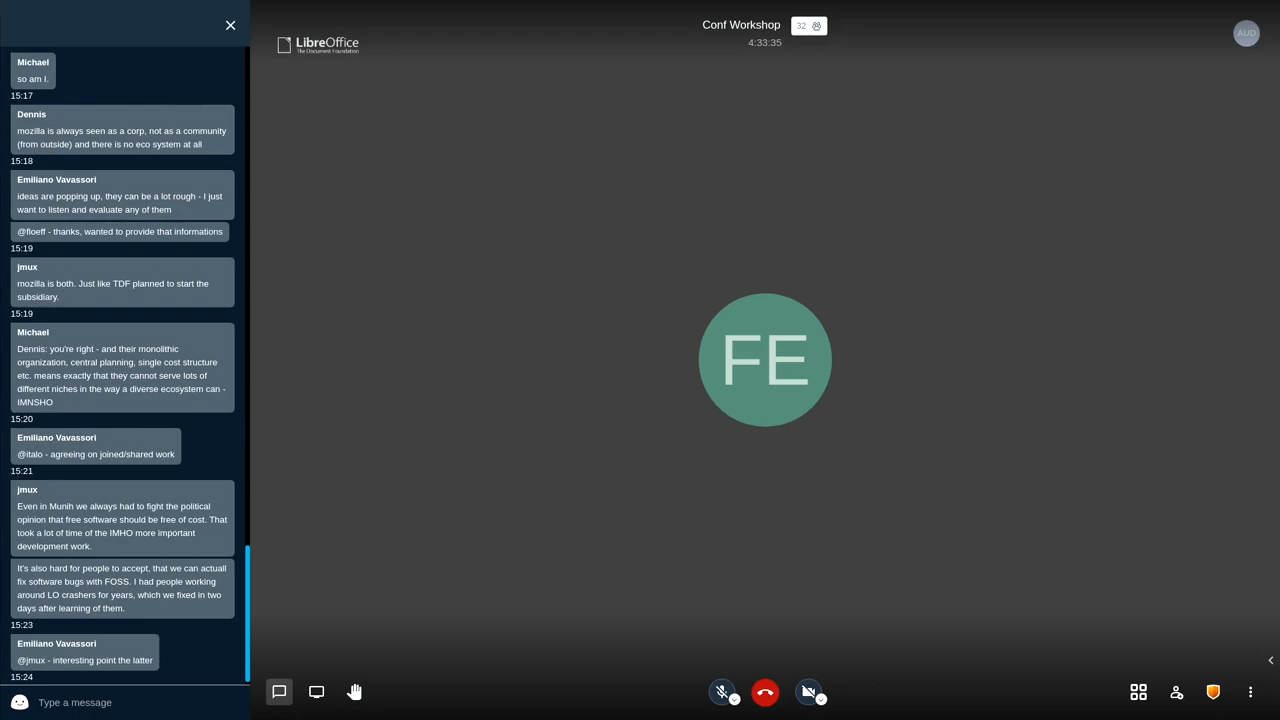 Michael
so am I.
15:17
Dennis
mozilla is always seen as a corp, not as a community
(from outside) and there is no eco system at all
15:18
Emiliano Vavassori
ideas are popping up, they can be a lot rough - I just
want to listen and evaluate any of them
@floeff - thanks, wanted to provide that informations
15:19
jmux
mozilla is both. Just like TDF planned to start the
subsidiary.
15:19
Michael
Dennis: you're right - and their monolithic
organization, central planning, single cost structure
etc. means exactly that they cannot serve lots of
different niches in the way a diverse ecosystem can -
IMNSHO
15:20
Emiliano Vavassori
@italo - agreeing on joined/shared work
15:21
jmux
Even in Munih we always had to fight the political
opinion that free software should be free of cost. That
took a lot of time of the IMHO more important
development work.
It's also hard for people to accept, that we can actuall
fix software bugs with FOSS. I had people working
around LO crashers for years, which we fixed in two
days after learning of them.
15:23
Emiliano Vavassori
@jmux - interesting point the latter
15:24
Type a message
LibreOffice
The Document Foundation
Conf Workshop
32
4:33:35
AUD
FE